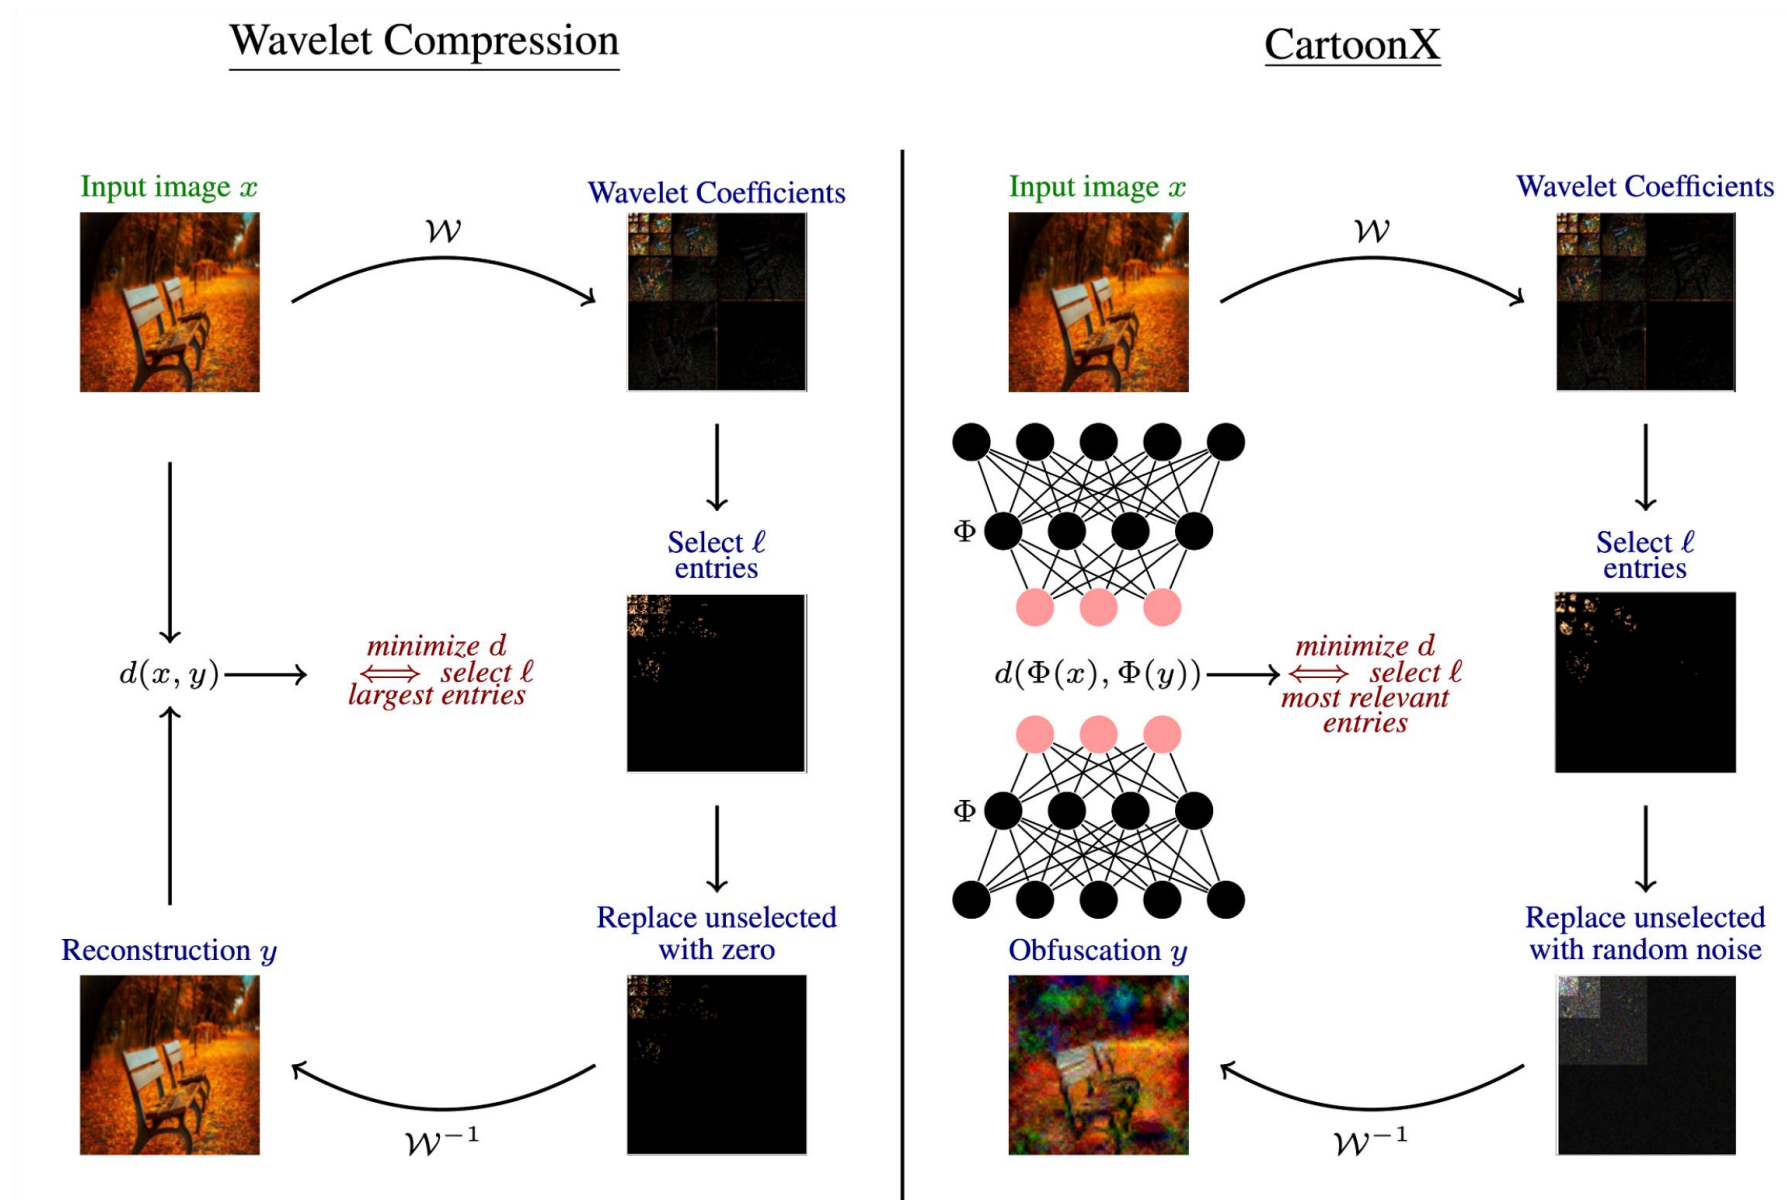 Wavelet Compression
Input image x
𝒲
Wavelet Coefficients
Select ℓ
entries
d(x, y)
minimize d
⟺ select ℓ
largest entries
Replace unselected
with zero
Reconstruction y
𝒲⁻¹
CartoonX
Input image x
𝒲
Wavelet Coefficients
Φ
Select ℓ
entries
d(Φ(x), Φ(y))
minimize d
⟺ select ℓ
most relevant
entries
Φ
Replace unselected
with random noise
Obfuscation y
𝒲⁻¹